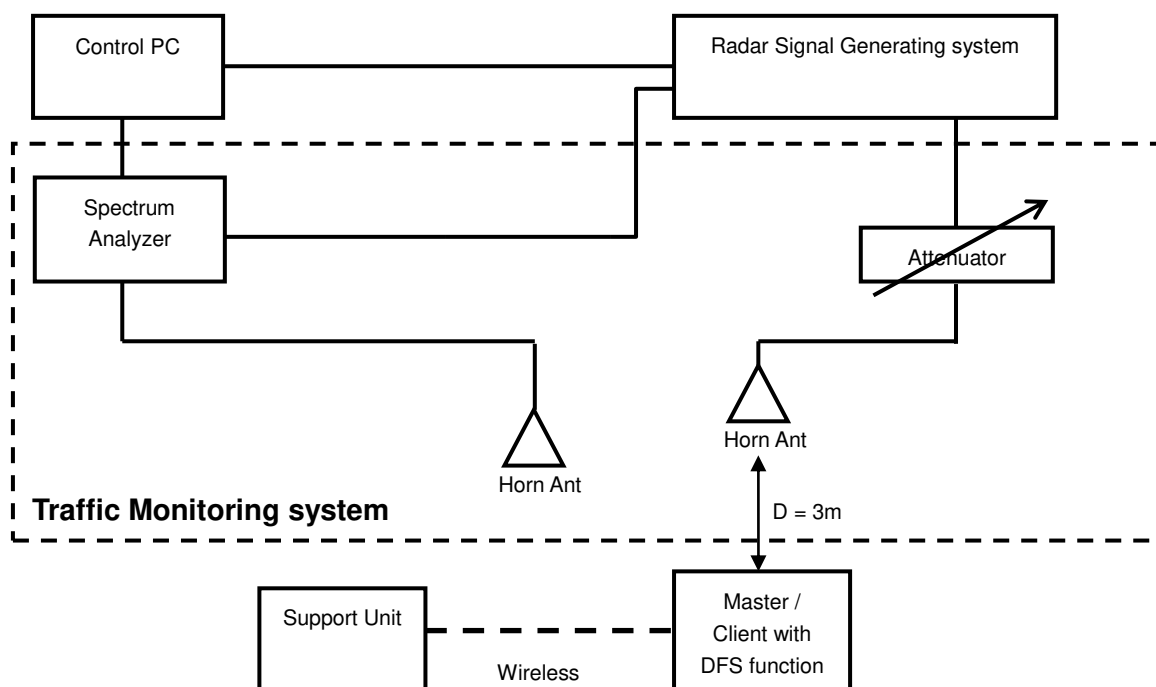 Control PC
Radar Signal Generating system
Spectrum
Analyzer
Attenuator
Horn Ant
Horn Ant
Traffic Monitoring system
D = 3m
Support Unit
Wireless
Master /
Client with
DFS function